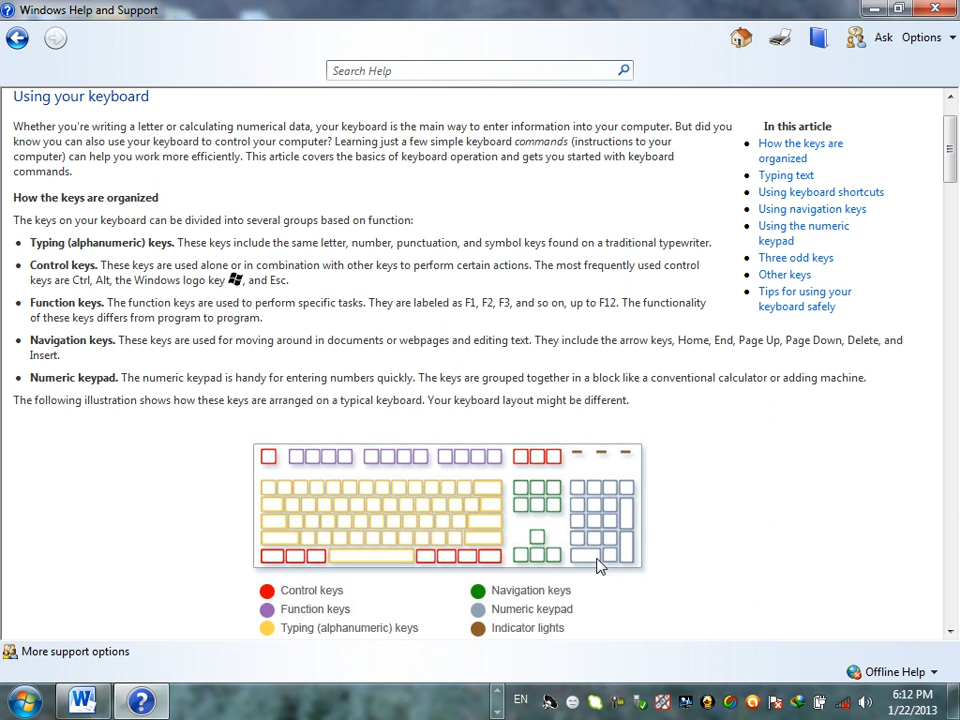 Windows Help and Support
Ask Options
Search Help
Using your keyboard
Whether you're writing a letter or calculating numerical data, your keyboard is the main way to enter information into your computer. But did you
know you can also use your keyboard to control your computer? Learning just a few simple keyboard commands (instructions to your
computer) can help you work more efficiently. This article covers the basics of keyboard operation and gets you started with keyboard
commands.
In this article
How the keys are
organized
Typing text
Using keyboard shortcuts
Using navigation keys
Using the numeric
keypad
Three odd keys
Other keys
Tips for using your
keyboard safely
How the keys are organized
The keys on your keyboard can be divided into several groups based on function:
Typing (alphanumeric) keys. These keys include the same letter, number, punctuation, and symbol keys found on a traditional typewriter.
Control keys. These keys are used alone or in combination with other keys to perform certain actions. The most frequently used control
keys are Ctrl, Alt, the Windows logo key , and Esc.
Function keys. The function keys are used to perform specific tasks. They are labeled as F1, F2, F3, and so on, up to F12. The functionality
of these keys differs from program to program.
Navigation keys. These keys are used for moving around in documents or webpages and editing text. They include the arrow keys, Home, End, Page Up, Page Down, Delete, and
Insert.
Numeric keypad. The numeric keypad is handy for entering numbers quickly. The keys are grouped together in a block like a conventional calculator or adding machine.
The following illustration shows how these keys are arranged on a typical keyboard. Your keyboard layout might be different.
Control keys
Navigation keys
Function keys
Numeric keypad
Typing (alphanumeric) keys
Indicator lights
More support options
Offline Help
EN
6:12 PM
1/22/2013